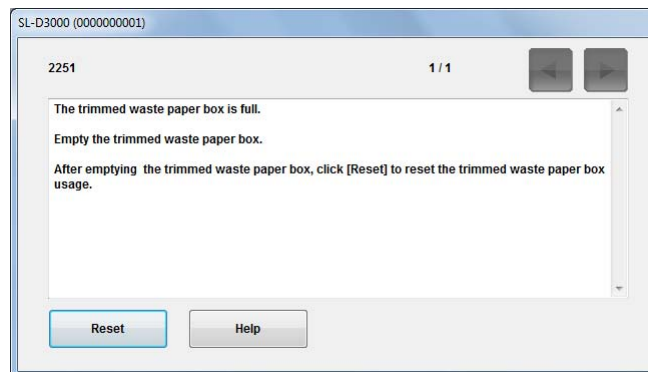 SL-D3000 (0000000001)
2251 1 / 1
The trimmed waste paper box is full.
Empty the trimmed waste paper box.
After emptying the trimmed waste paper box, click [Reset] to reset the trimmed waste paper box
usage.
Reset Help